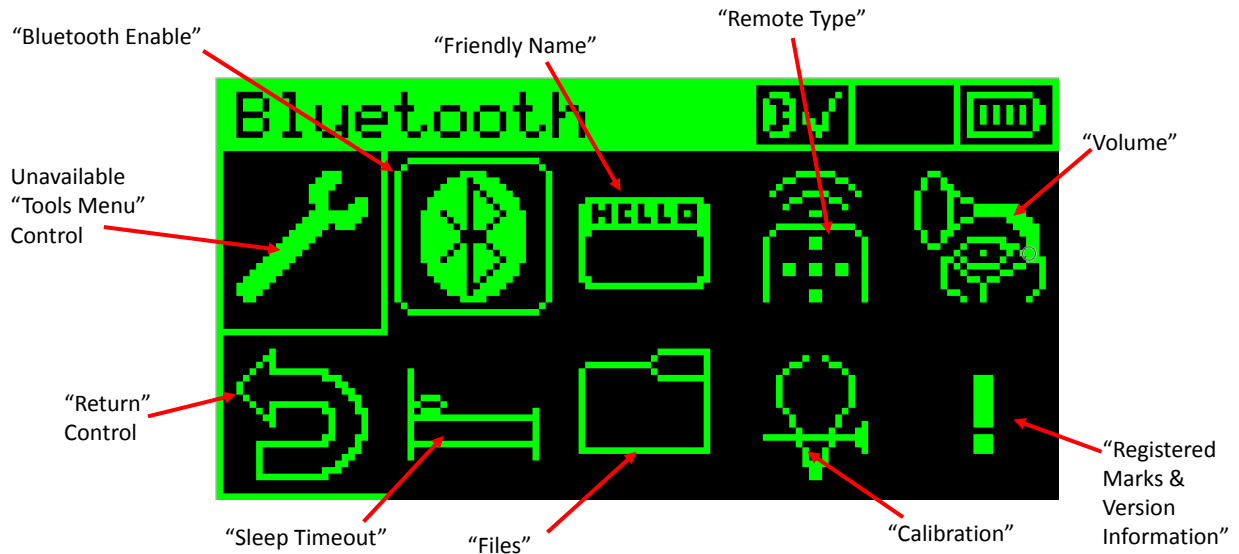 “Remote Type”
“Bluetooth Enable”
“Friendly Name”
Bluetooth
“Volume”
Unavailable
“Tools Menu”
Control
HELLO
“Return”
Control
“Registered
Marks &
Version
Information”
“Sleep Timeout”
“Files”
“Calibration”